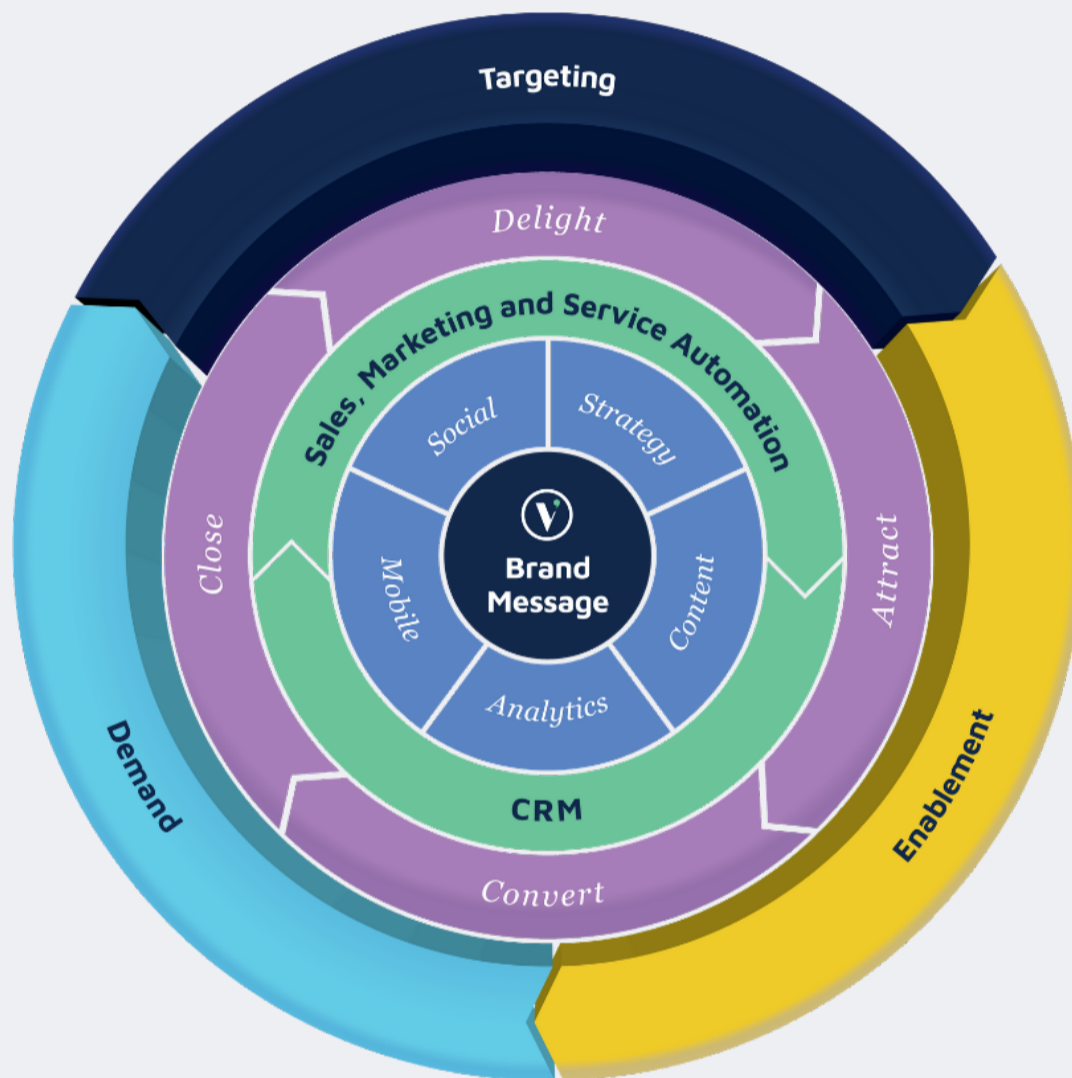 Targeting
Delight
Sales, Marketing and Service Automation
Social
Strategy
V
Brand
Message
Close
Mobile
Content
Attract
Analytics
Demand
Enablement
CRM
Convert